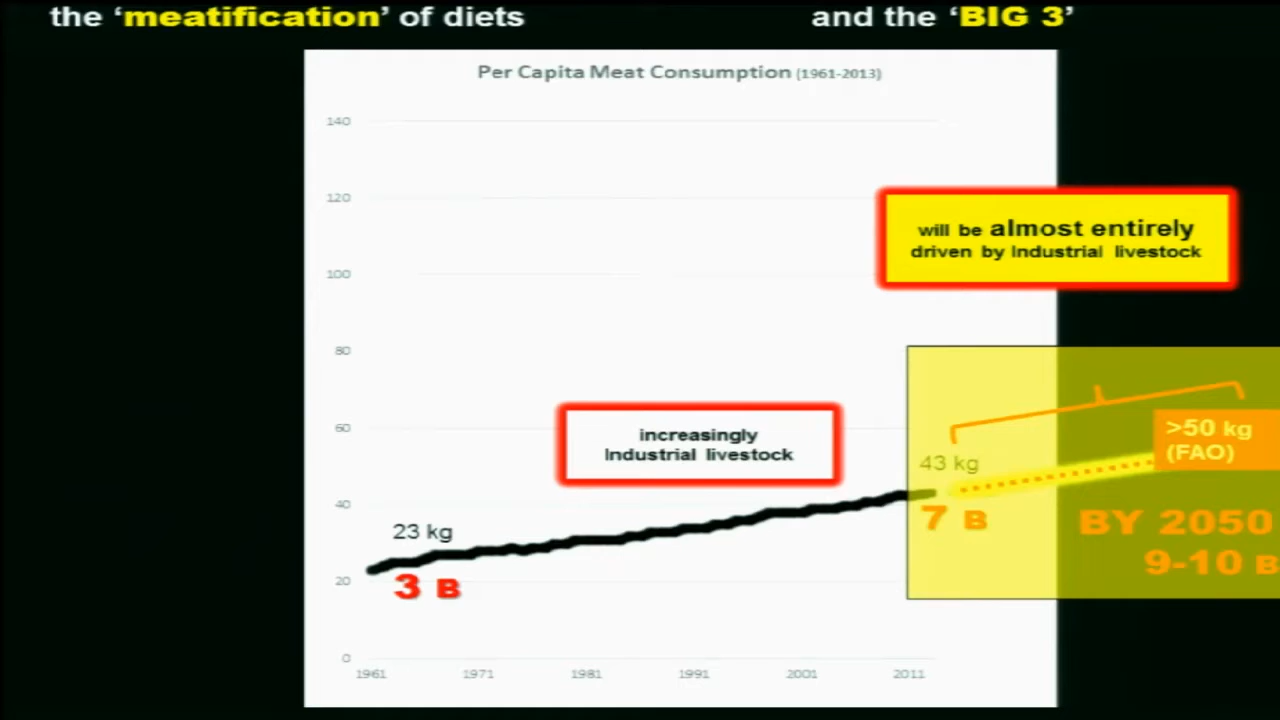 the ‘meatification’ of diets
and the ‘BIG 3’
Per Capita Meat Consumption (1961-2013)
140
120
100
80
60
40
20
0
1961
1971
1981
1991
2001
2011
will be almost entirely
driven by Industrial livestock
increasingly
Industrial livestock
23 kg
3 B
43 kg
7 B
>50 kg
(FAO)
BY 2050
9-10 B